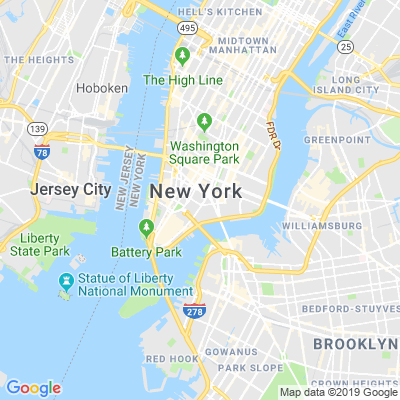 HELL'S KITCHEN
495
MIDTOWN
MANHATTAN
East River
25
THE HEIGHTS
The High Line
Hoboken
LONG
ISLAND CITY
FDR Dr
139
Washington
Square Park
GREENPOINT
78
NEW JERSEY
NEW YORK
Jersey City
New York
WILLIAMSBURG
Liberty
State Park
Battery Park
Statue of Liberty
National Monument
278
BEDFORD-STUYVES
BROOKLYN
RED HOOK
GOWANUS
PARK SLOPE
CROWN HEIGHTS
Google
Map data ©2019 Google